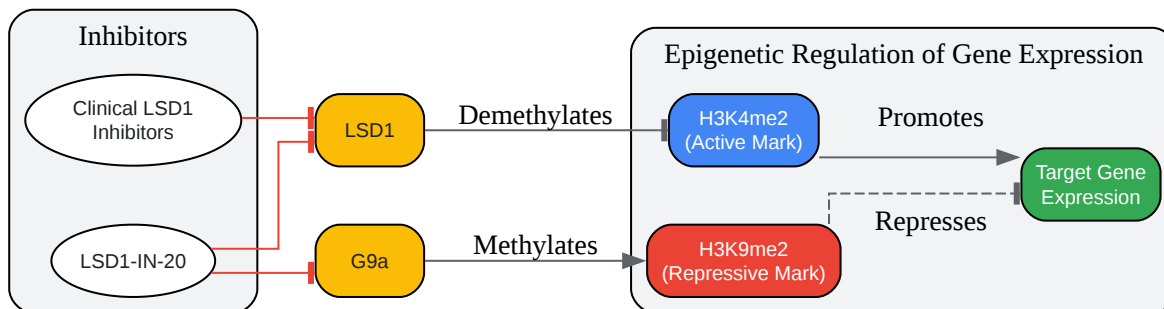 Inhibitors
Clinical LSD1
Inhibitors
LSD1-IN-20
LSD1
G9a
Demethylates
Methylates
Epigenetic Regulation of Gene Expression
H3K4me2
(Active Mark)
H3K9me2
(Repressive Mark)
Promotes
Represses
Target Gene
Expression